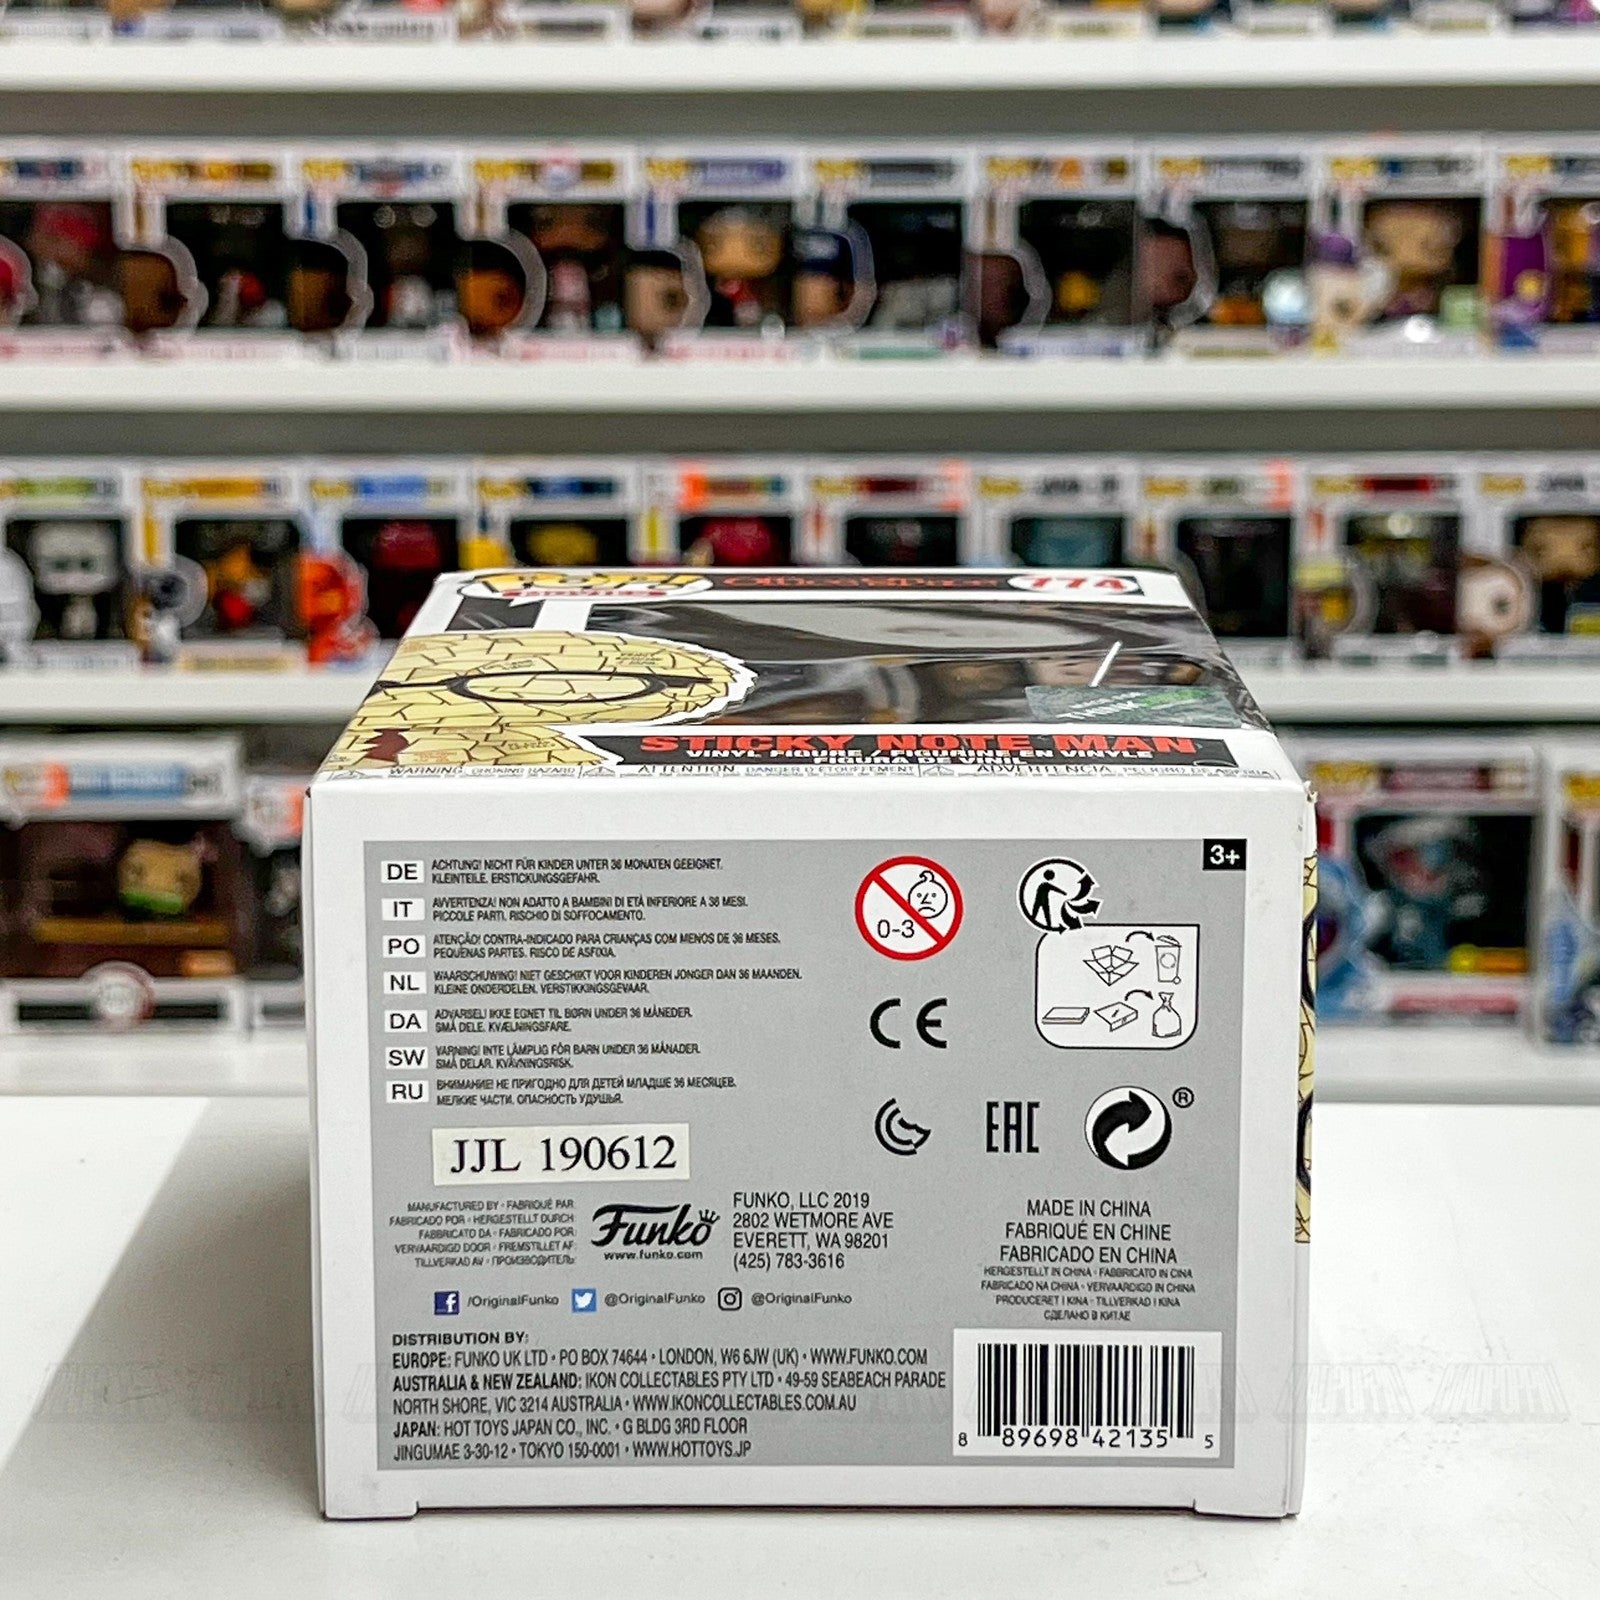 774
STICKY NOTE MAN
VINYL FIGURE / FIGURINE EN VINYLE
FIGURA DE VINIL
WARNING: CHOKING HAZARD
ATTENTION DANGER D'ÉTOUFFEMENT
ADVERTENCIA PELIGRO DE ASFIXIA
3+
DE ACHTUNG! NICHT FÜR KINDER UNTER 36 MONATEN GEEIGNET.
KLEINTEILE. ERSTICKUNGSGEFAHR.
IT AVVERTENZA! NON ADATTO A BAMBINI DI ETÀ INFERIORE A 36 MESI.
PICCOLE PARTI. RISCHIO DI SOFFOCAMENTO.
PO ATENÇÃO! CONTRA-INDICADO PARA CRIANÇAS COM MENOS DE 36 MESES.
PEQUENAS PARTES. RISCO DE ASFIXIA.
NL WAARSCHUWING! NIET GESCHIKT VOOR KINDEREN JONGER DAN 36 MAANDEN.
KLEINE ONDERDELEN. VERSTIKKINGSGEVAAR.
DA ADVARSEL! IKKE EGNET TIL BØRN UNDER 36 MÅNEDER.
SMÅ DELE. KVÆLNINGSFARE.
SW VARNING! INTE LÄMPLIG FÖR BARN UNDER 36 MÅNADER.
SMÅ DELAR. KVÄVNINGSRISK.
RU ВНИМАНИЕ! НЕ ПРИГОДНО ДЛЯ ДЕТЕЙ МЛАДШЕ 36 МЕСЯЦЕВ.
МЕЛКИЕ ЧАСТИ. ОПАСНОСТЬ УДУШЬЯ.
0-3
CE
EAC
®
JJL 190612
MANUFACTURED BY • FABRIQUÉ PAR
FABRICADO POR • HERGESTELLT DURCH
FABBRICATO DA • FABRICADO POR
VERVAARDIGD DOOR • FREMSTILLET AF
TILLVERKAD AV • ПРОИЗВОДИТЕЛЬ:
Funko
www.funko.com
FUNKO, LLC 2019
2802 WETMORE AVE
EVERETT, WA 98201
(425) 783-3616
MADE IN CHINA
FABRIQUÉ EN CHINE
FABRICADO EN CHINA
HERGESTELLT IN CHINA • FABBRICATO IN CINA
FABRICADO NA CHINA • VERVAARDIGD IN CHINA
PRODUCERET I KINA • TILLVERKAD I KINA
СДЕЛАНО В КИТАЕ
/OriginalFunko @OriginalFunko @OriginalFunko
DISTRIBUTION BY:
EUROPE: FUNKO UK LTD • PO BOX 74644 • LONDON, W6 6JW (UK) • WWW.FUNKO.COM
AUSTRALIA & NEW ZEALAND: IKON COLLECTABLES PTY LTD • 49-59 SEABEACH PARADE
NORTH SHORE, VIC 3214 AUSTRALIA • WWW.IKONCOLLECTABLES.COM.AU
JAPAN: HOT TOYS JAPAN CO., INC. • G BLDG 3RD FLOOR
JINGUMAE 3-30-12 • TOKYO 150-0001 • WWW.HOTTOYS.JP
8 89698 42135 5